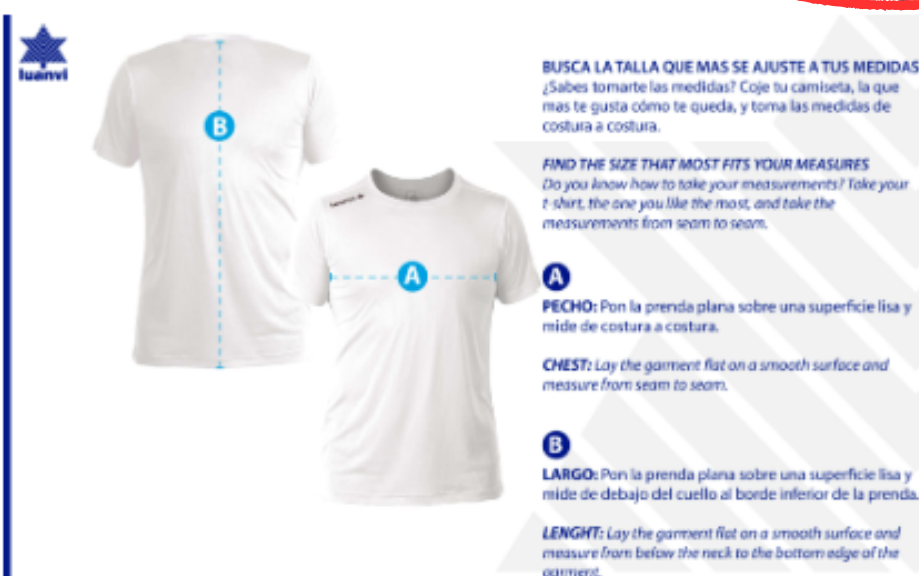 luanvi
B
A
BUSCA LA TALLA QUE MAS SE AJUSTE A TUS MEDIDAS
¿Sabes tomarte las medidas? Coje tu camiseta, la que
mas te gusta cómo te queda, y toma las medidas de
costura a costura.
FIND THE SIZE THAT MOST FITS YOUR MEASURES
Do you know how to take your measurements? Take your
t-shirt, the one you like the most, and take the
measurements from seam to seam.
A
PECHO: Pon la prenda plana sobre una superficie lisa y
mide de costura a costura.
CHEST: Lay the garment flat on a smooth surface and
measure from seam to seam.
B
LARGO: Pon la prenda plana sobre una superficie lisa y
mide de debajo del cuello al borde inferior de la prenda.
LENGHT: Lay the garment flat on a smooth surface and
measure from below the neck to the bottom edge of the
garment.